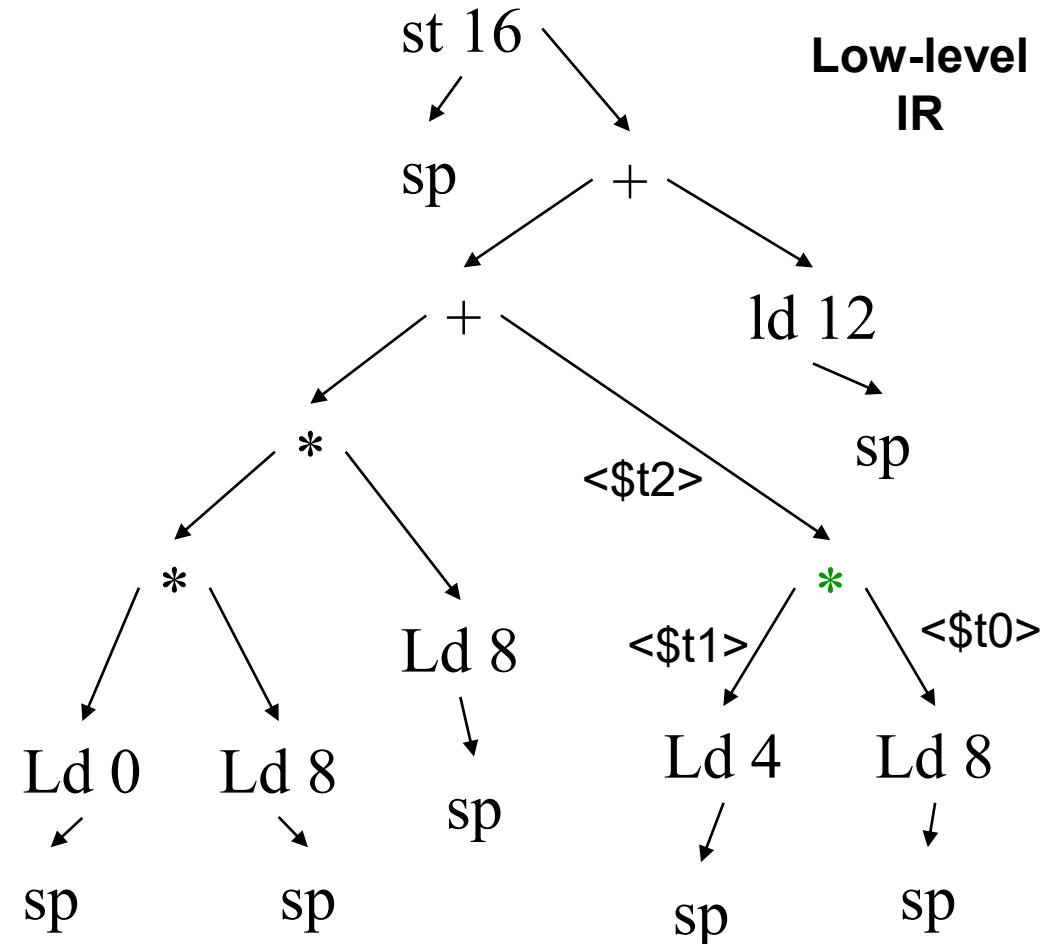 st 16
Low-level
IR
sp
+
+
ld 12
*
sp
<$t2>
*
*
Ld 8
<$t1>
<$t0>
Ld 0
Ld 8
Ld 4
Ld 8
sp
sp
sp
sp
sp